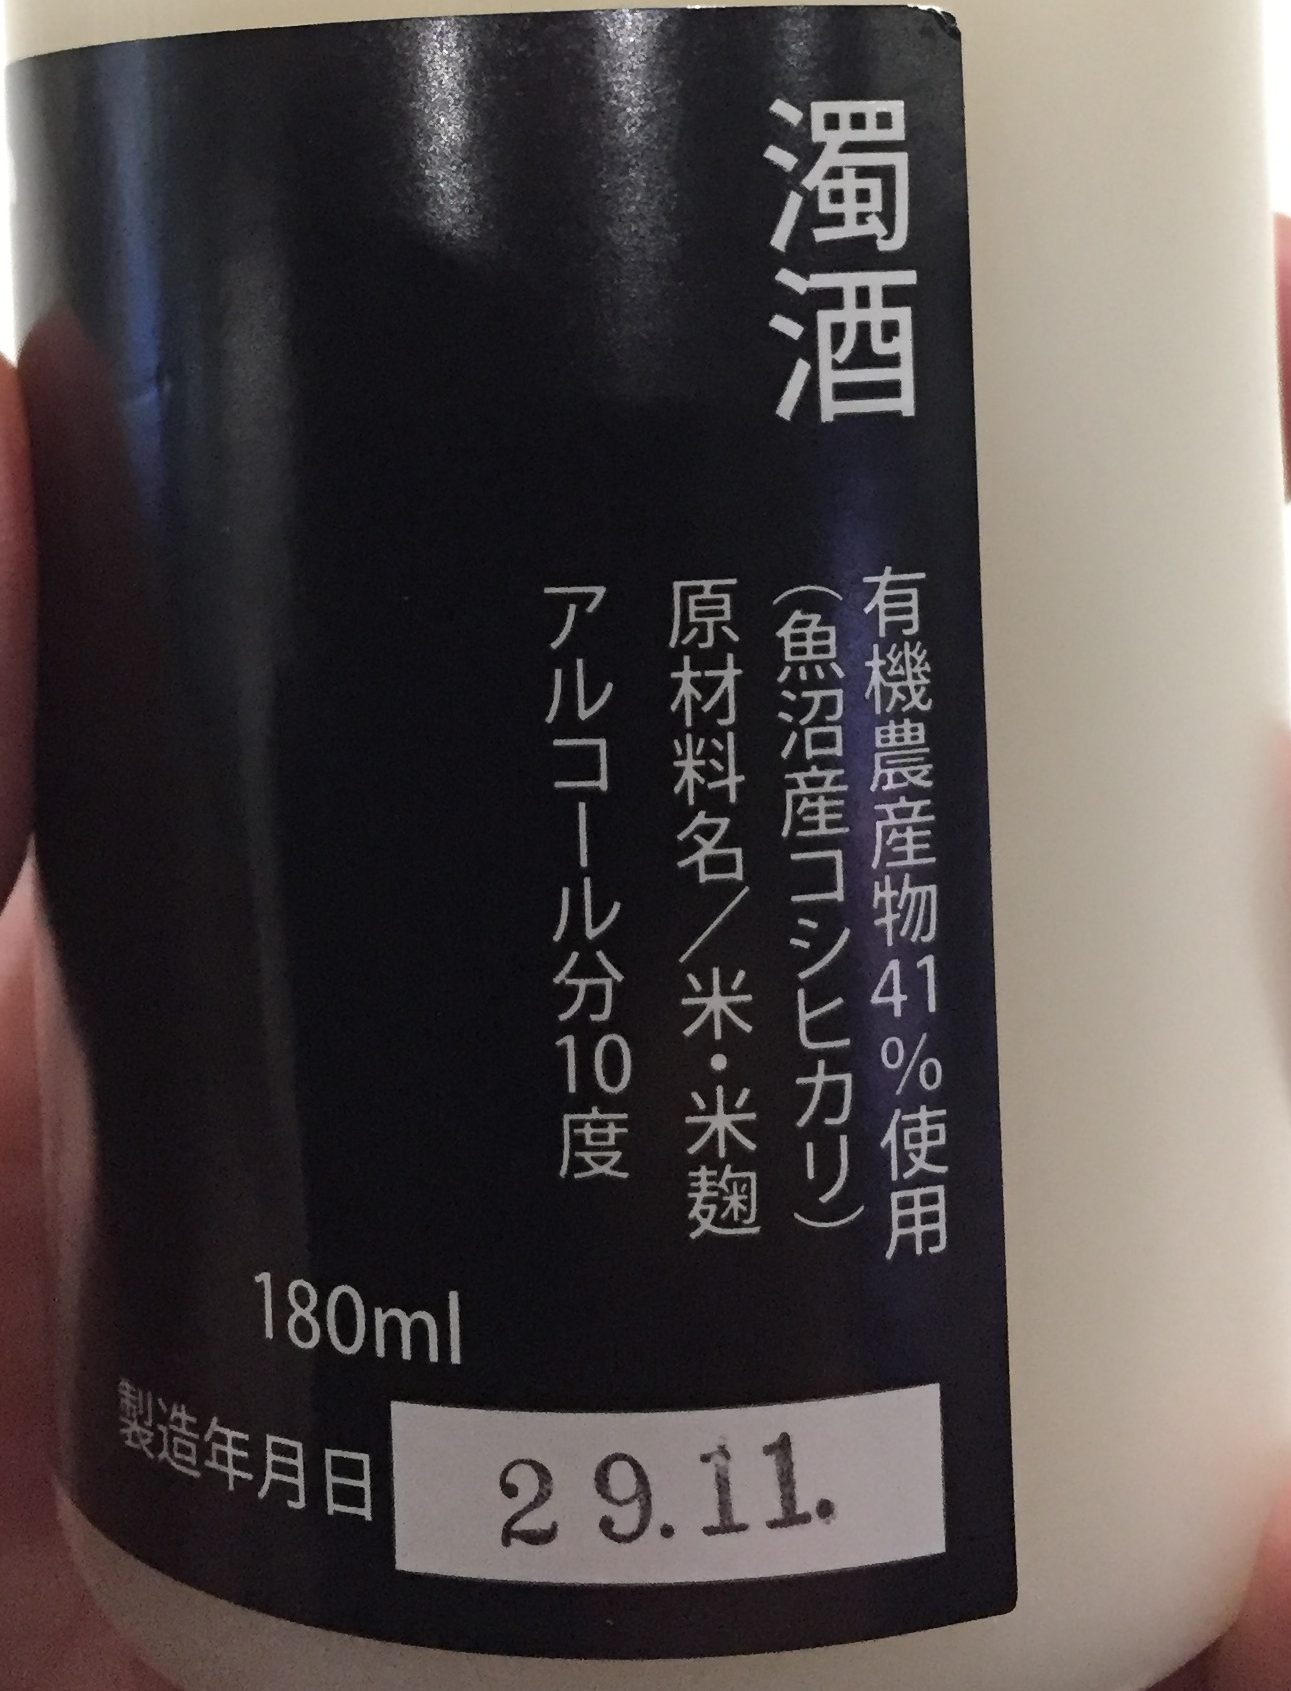 濁酒
有機農産物41%使用
（魚沼産コシヒカリ）
原材料名／米・米麹
アルコール分10度
180ml
製造年月日 29.11.